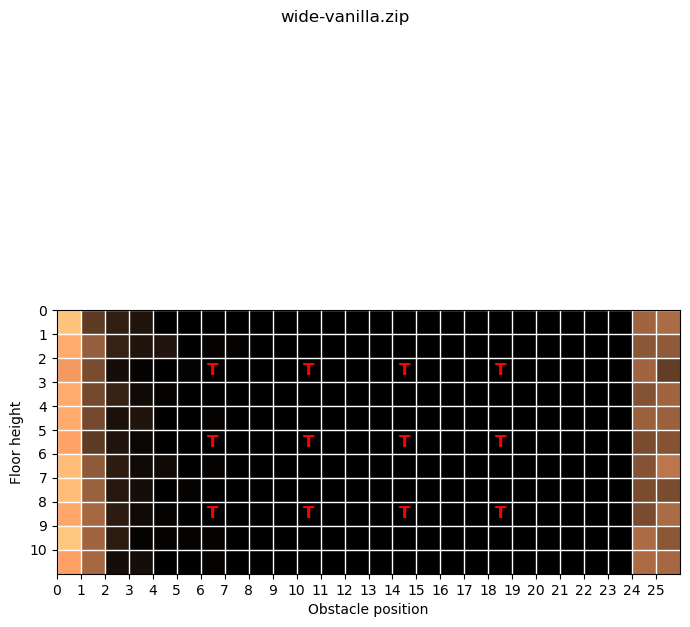 wide-vanilla.zip
0
1
2
T T T T
3
4
5
T T T T
6
7
8
T T T T
9
10
Floor height
0 1 2 3 4 5 6 7 8 9 10 11 12 13 14 15 16 17 18 19 20 21 22 23 24 25
Obstacle position